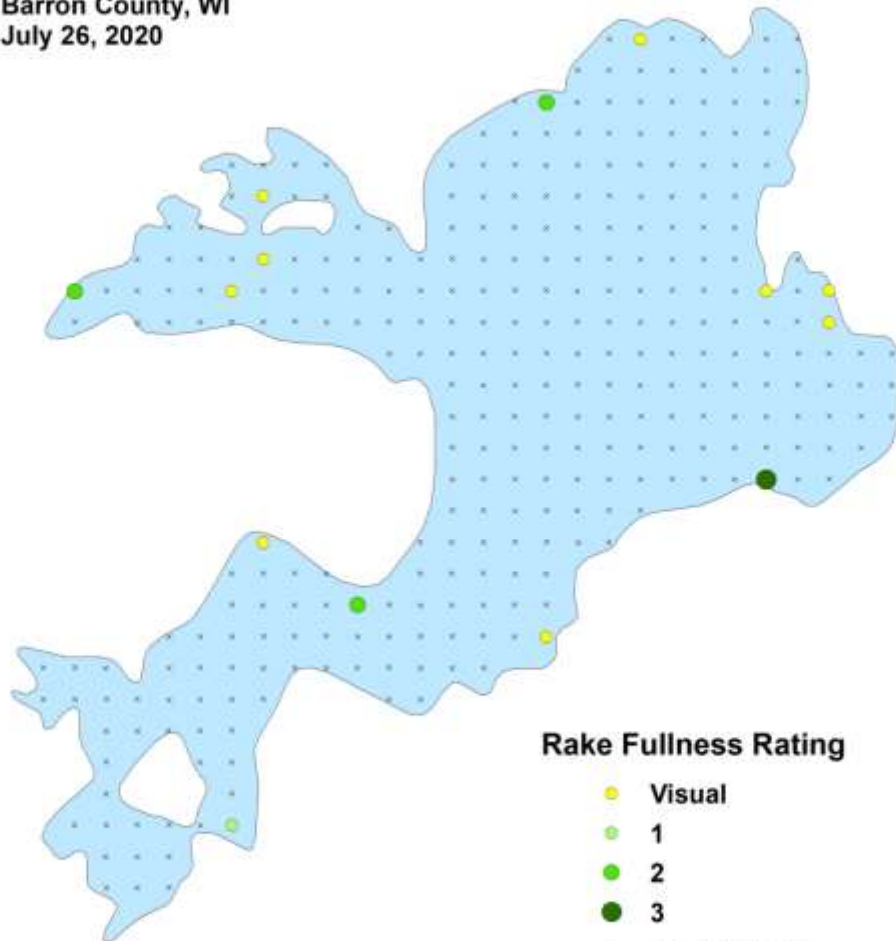 Barron County, WI
July 26, 2020
Rake Fullness Rating
Visual
1
2
3